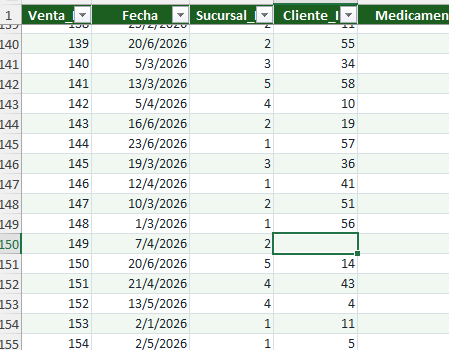 1 Venta_ Fecha Sucursal_ Cliente_I Medicamen
140 139 20/6/2026 2 55
141 140 5/3/2026 3 34
142 141 13/3/2026 5 58
143 142 5/4/2026 4 10
144 143 16/6/2026 2 19
145 144 23/6/2026 1 57
146 145 19/3/2026 3 36
147 146 12/4/2026 1 41
148 147 10/3/2026 2 51
149 148 1/3/2026 1 56
150 149 7/4/2026 2
151 150 20/6/2026 5 14
152 151 21/4/2026 4 43
153 152 13/5/2026 4 4
154 153 2/1/2026 1 11
155 154 2/5/2026 1 5